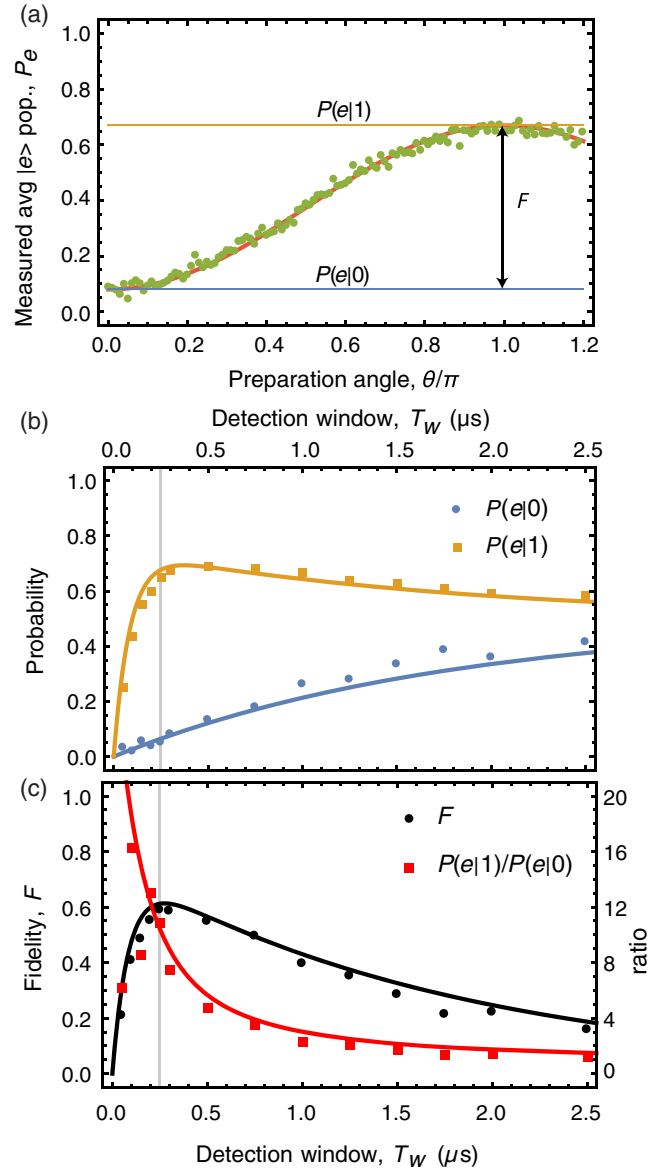 (a)
1.0
0.8
0.6
0.4
0.2
0.0
Measured avg |e> pop., Pe
P(e|1)
F
P(e|0)
0.0 0.2 0.4 0.6 0.8 1.0 1.2
Preparation angle, θ/π
(b)
Detection window, TW (μs)
0.0 0.5 1.0 1.5 2.0 2.5
1.0
0.8
0.6
0.4
0.2
0.0
Probability
P(e|0)
P(e|1)
(c)
1.0
0.8
0.6
0.4
0.2
0.0
Fidelity, F
F
P(e|1)/P(e|0)
20
16
12
8
4
0
ratio
0.0 0.5 1.0 1.5 2.0 2.5
Detection window, TW (μs)